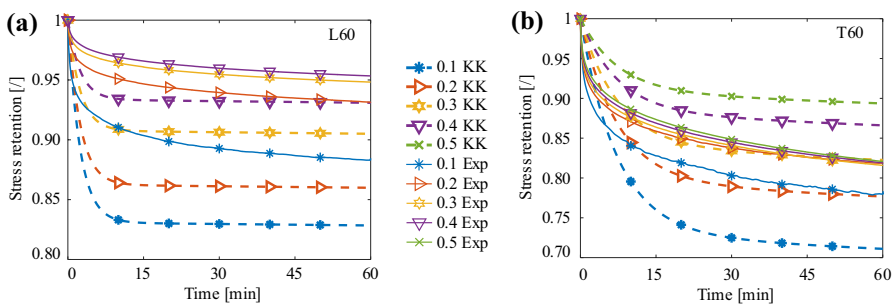 (a)
L60
Stress retention [/]
1
0.95
0.90
0.85
0.80
0
15
30
45
60
Time [min]
0.1 KK
0.2 KK
0.3 KK
0.4 KK
0.5 KK
0.1 Exp
0.2 Exp
0.3 Exp
0.4 Exp
0.5 Exp
(b)
T60
Stress retention [/]
1.00
0.95
0.90
0.85
0.80
0.75
0.70
0
15
30
45
60
Time [min]